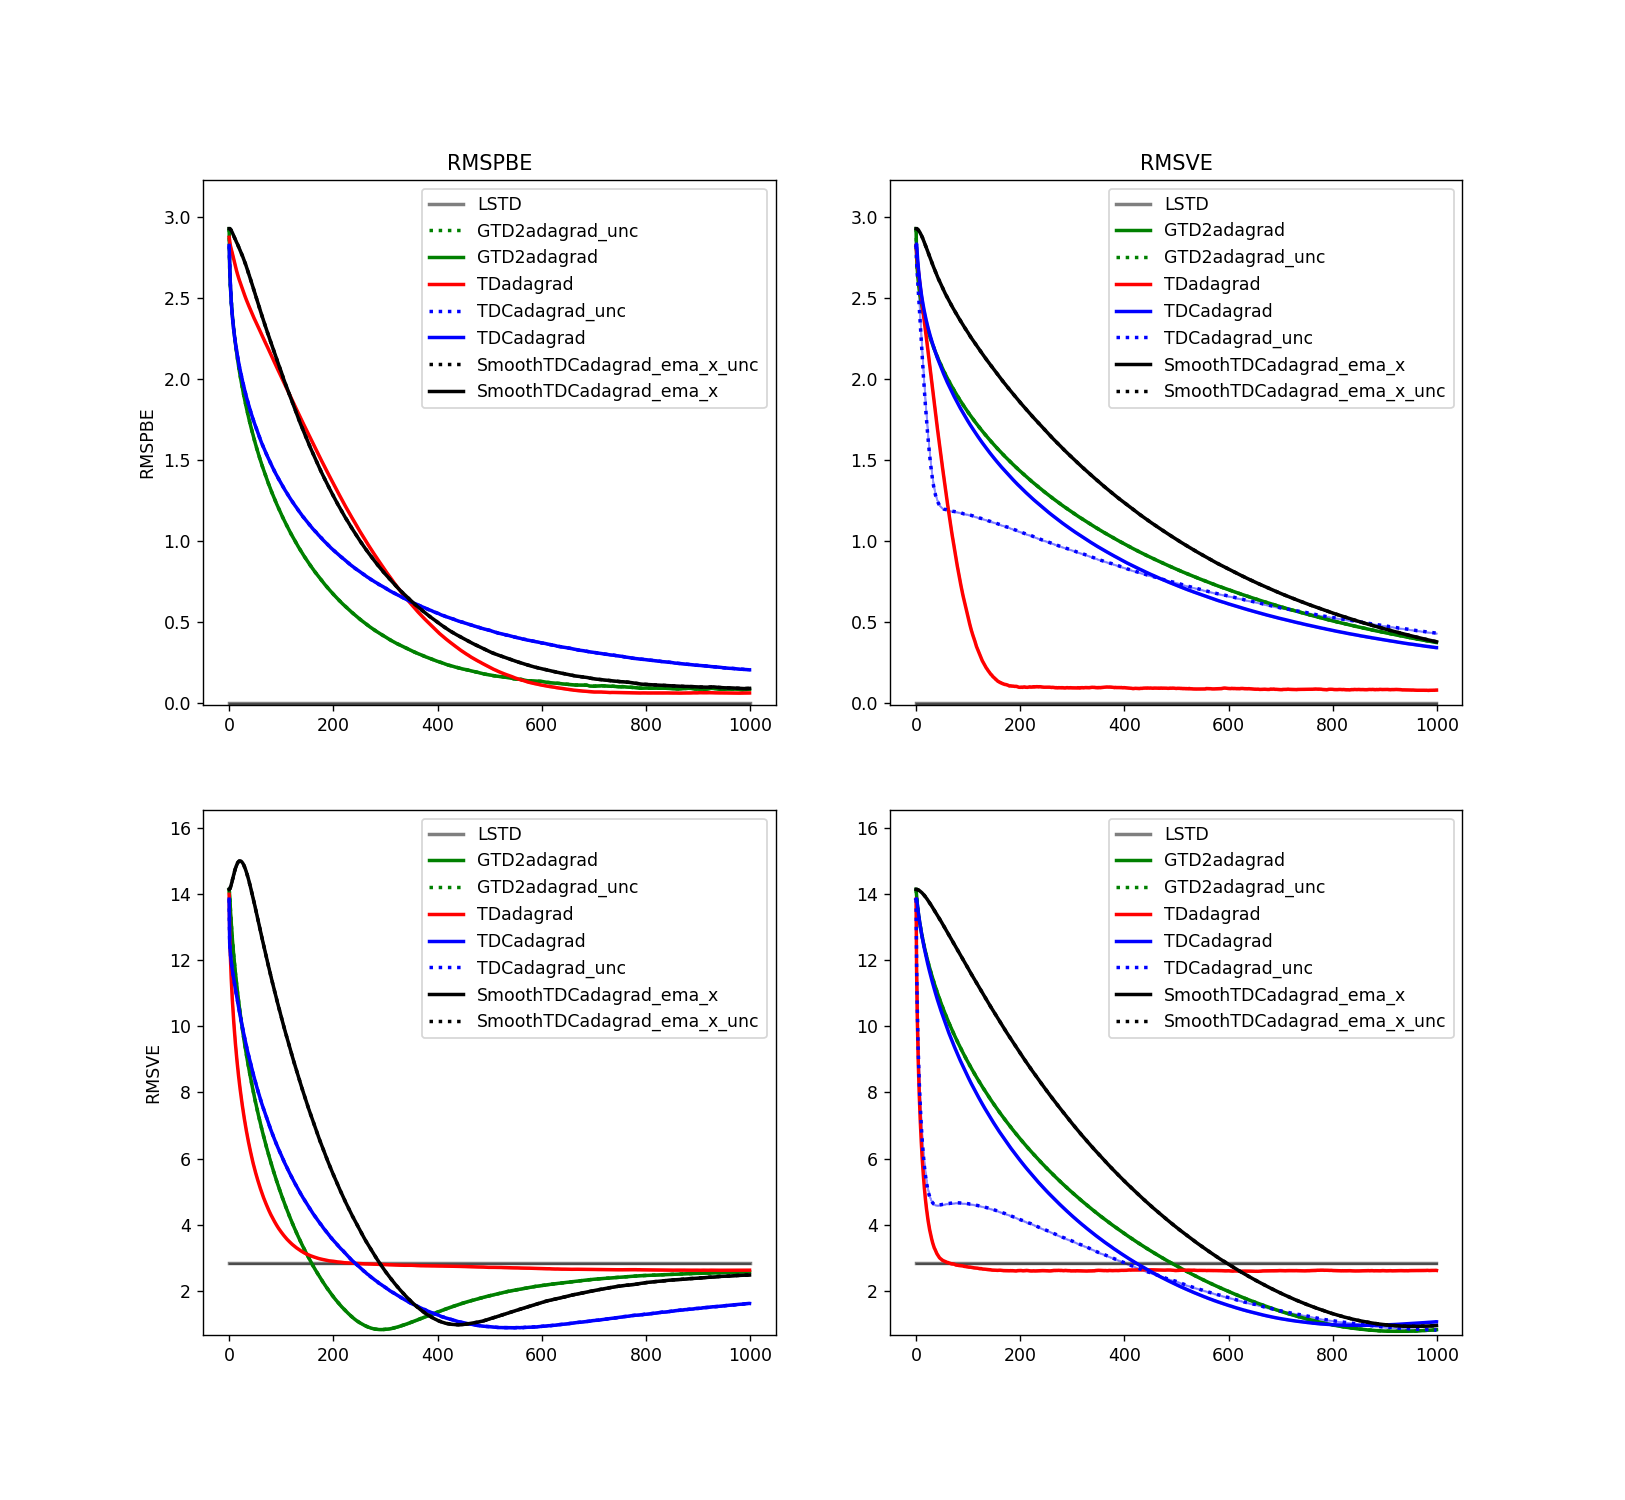 RMSPBE
RMSVE
3.0
2.5
2.0
1.5
1.0
0.5
0.0
RMSPBE
LSTD
GTD2adagrad_unc
GTD2adagrad
TDadagrad
TDCadagrad_unc
TDCadagrad
SmoothTDCadagrad_ema_x_unc
SmoothTDCadagrad_ema_x
0 200 400 600 800 1000
3.0
2.5
2.0
1.5
1.0
0.5
0.0
LSTD
GTD2adagrad
GTD2adagrad_unc
TDadagrad
TDCadagrad
TDCadagrad_unc
SmoothTDCadagrad_ema_x
SmoothTDCadagrad_ema_x_unc
0 200 400 600 800 1000
16
14
12
10
8
6
4
2
RMSVE
LSTD
GTD2adagrad
GTD2adagrad_unc
TDadagrad
TDCadagrad
TDCadagrad_unc
SmoothTDCadagrad_ema_x
SmoothTDCadagrad_ema_x_unc
0 200 400 600 800 1000
16
14
12
10
8
6
4
2
LSTD
GTD2adagrad
GTD2adagrad_unc
TDadagrad
TDCadagrad
TDCadagrad_unc
SmoothTDCadagrad_ema_x
SmoothTDCadagrad_ema_x_unc
0 200 400 600 800 1000